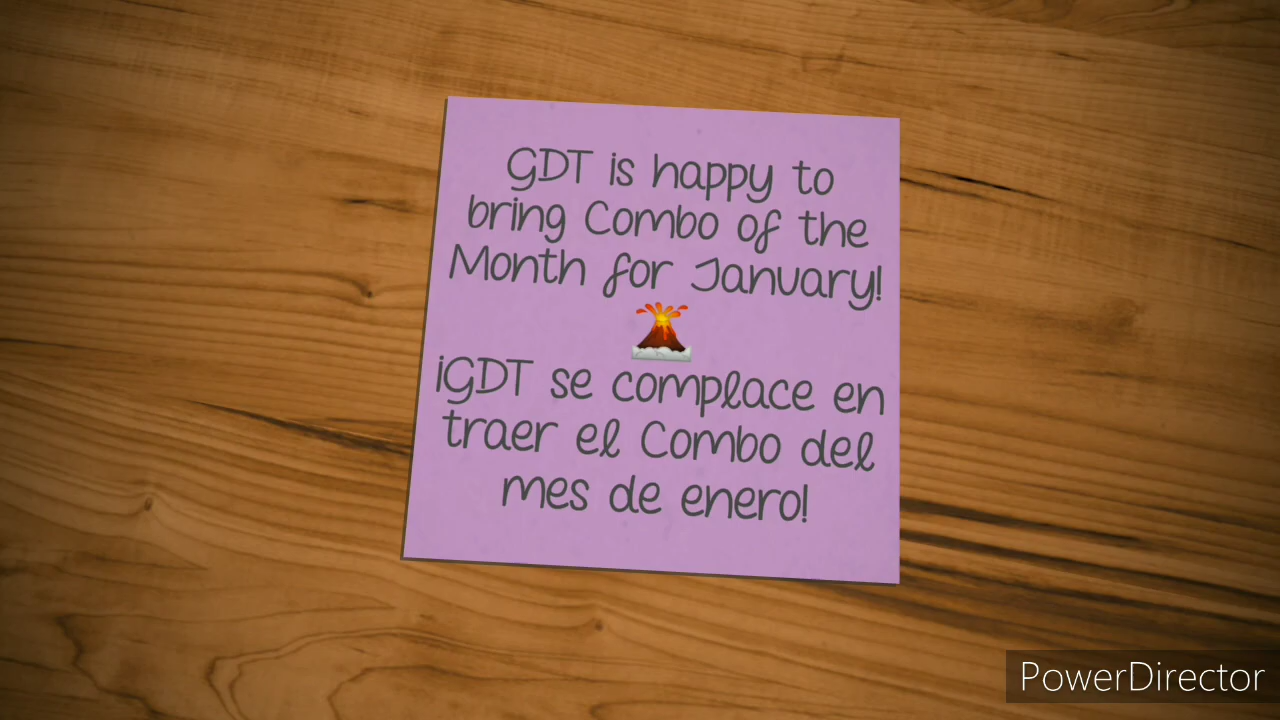 GDT is happy to
bring Combo of the
Month for January!
🌋
¡GDT se complace en
traer el Combo del
mes de enero!
PowerDirector